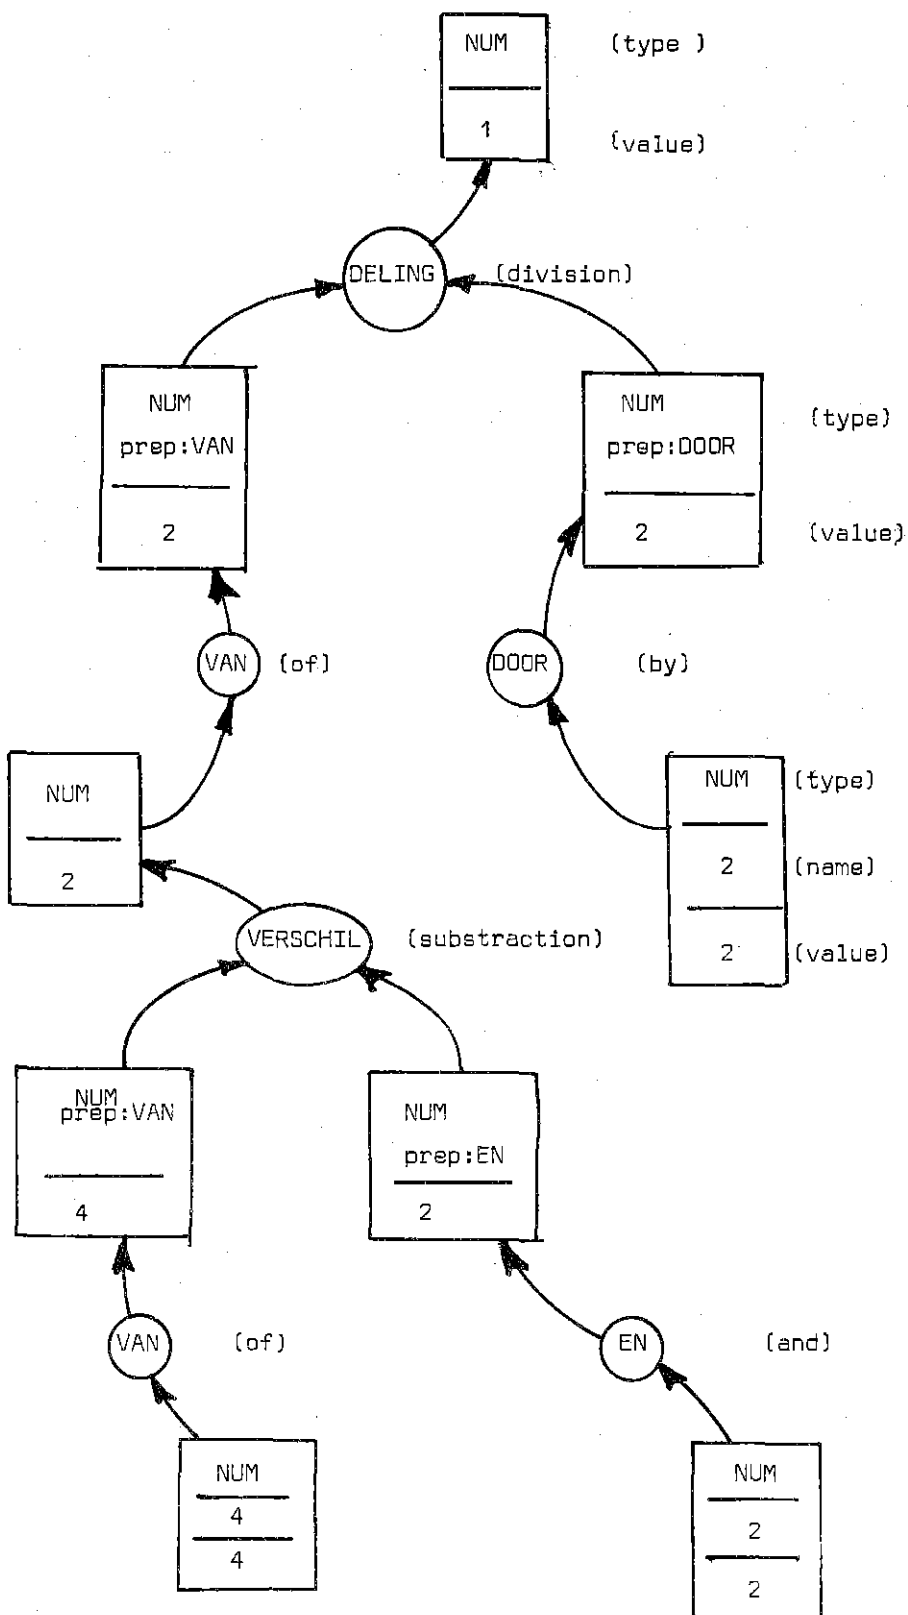 NUM (type )
1 (value)
DELING (division)
NUM NUM (type)
prep:VAN prep:DOOR
2 2 (value)
VAN (of) DOOR (by)
NUM NUM (type)
2 2 (name)
VERSCHIL (substraction) 2 (value)
NUM NUM
prep:VAN
prep:EN
4 2
VAN (of) EN (and)
NUM NUM
4 2
4 2